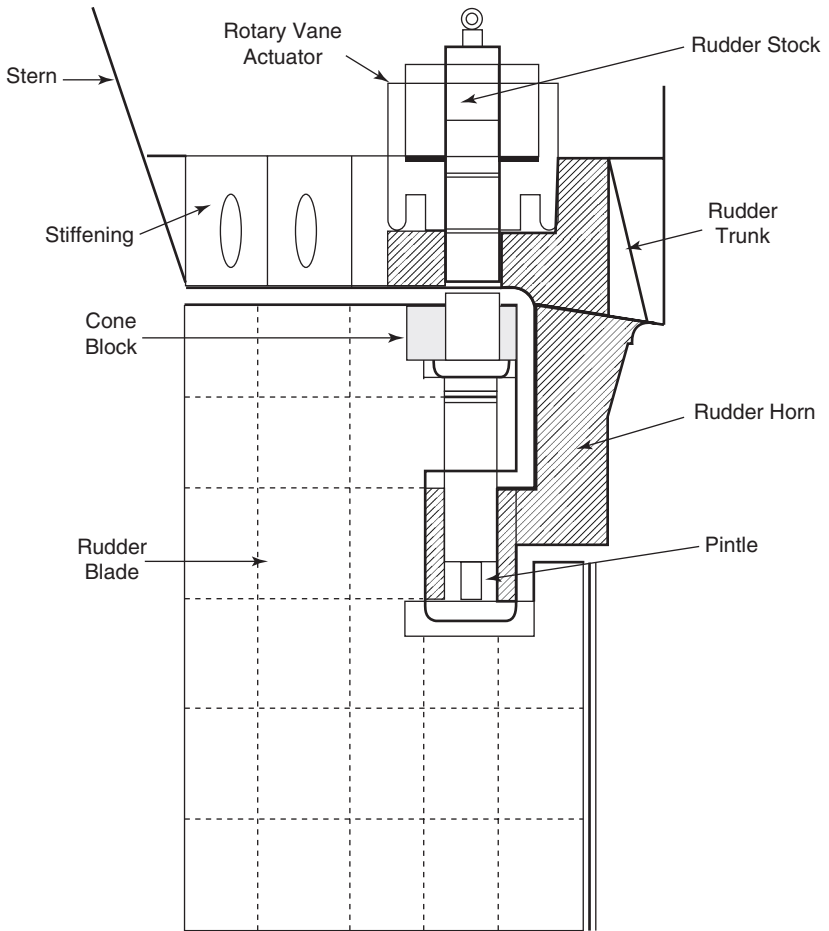 Rotary Vane
Actuator
Rudder Stock
Stern
Stiffening
Rudder
Trunk
Cone
Block
Rudder Horn
Rudder
Blade
Pintle